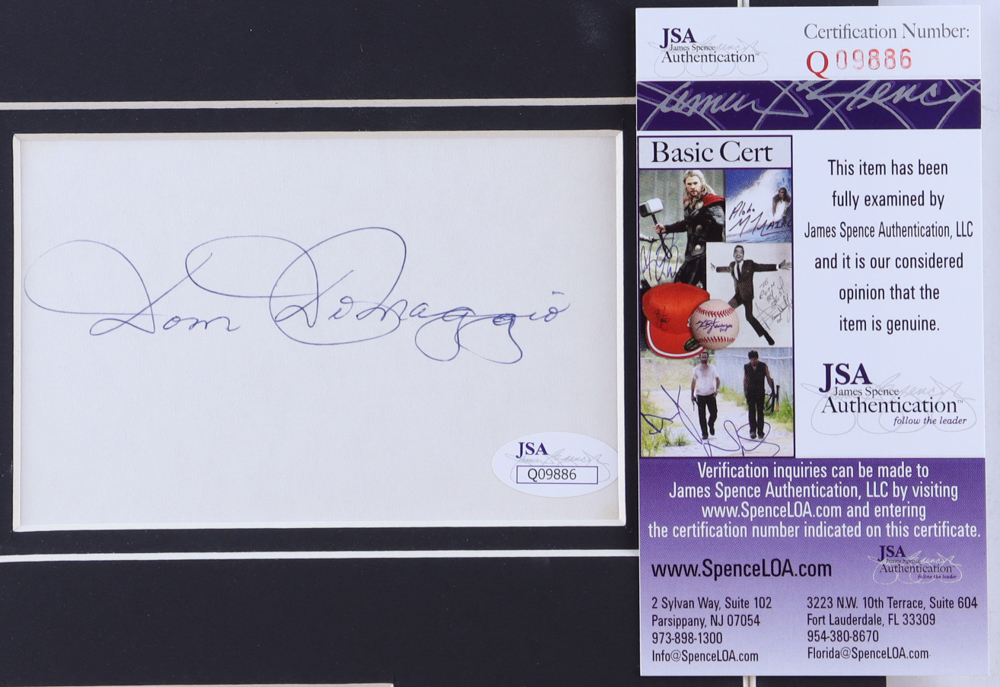 Dom DiMaggio
JSA
Q09886
JSA
James Spence
Authentication™
Certification Number:
Q09886
Basic Cert
Aloha
This item has been
fully examined by
James Spence Authentication, LLC
and it is our considered
opinion that the
item is genuine.
JSA
James Spence
Authentication™
follow the leader
Verification inquiries can be made to
James Spence Authentication, LLC by visiting
www.SpenceLOA.com and entering
the certification number indicated on this certificate.
www.SpenceLOA.com
JSA
James Spence
Authentication
follow the leader
2 Sylvan Way, Suite 102
Parsippany, NJ 07054
973-898-1300
Info@SpenceLOA.com
3223 N.W. 10th Terrace, Suite 604
Fort Lauderdale, FL 33309
954-380-8670
Florida@SpenceLOA.com